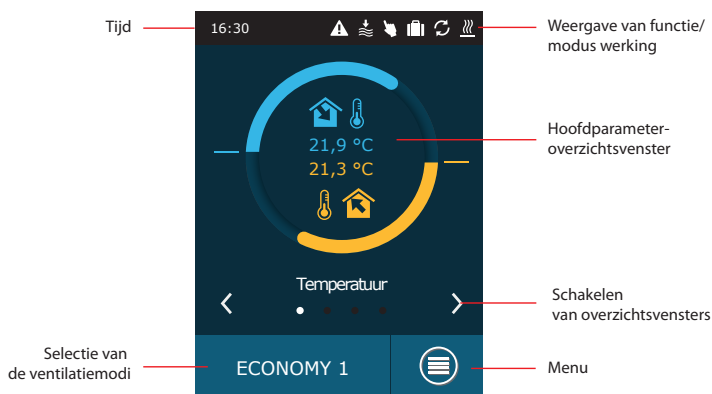 Tijd
16:30
Weergave van functie/
modus werking
21,9 °C
21,3 °C
Hoofdparameter-
overzichtsvenster
Temperatuur
Schakelen
van overzichtsvensters
Selectie van
de ventilatiemodi
ECONOMY 1
Menu